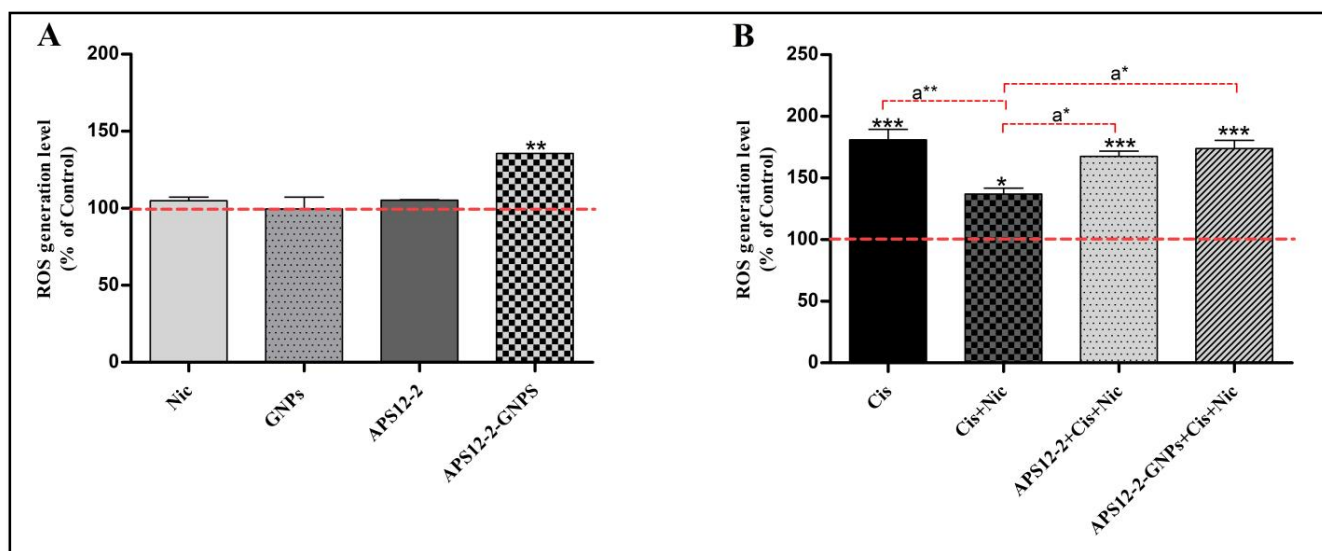 A
ROS generation level
(% of Control)
200
150
100
50
0
**
Nic
GNPs
APS12-2
APS12-2-GNPS
B
ROS generation level
(% of Control)
250
200
150
100
50
0
a**
a*
a*
***
*
***
***
Cis
Cis+Nic
APS12-2+Cis+Nic
APS12-2-GNPs+Cis+Nic